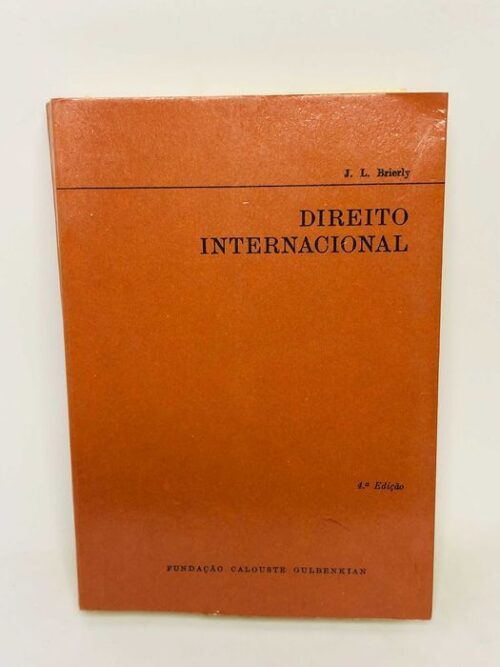 J. L. Brierly
DIREITO
INTERNACIONAL
4.ª Edição
FUNDAÇÃO CALOUSTE GULBENKIAN